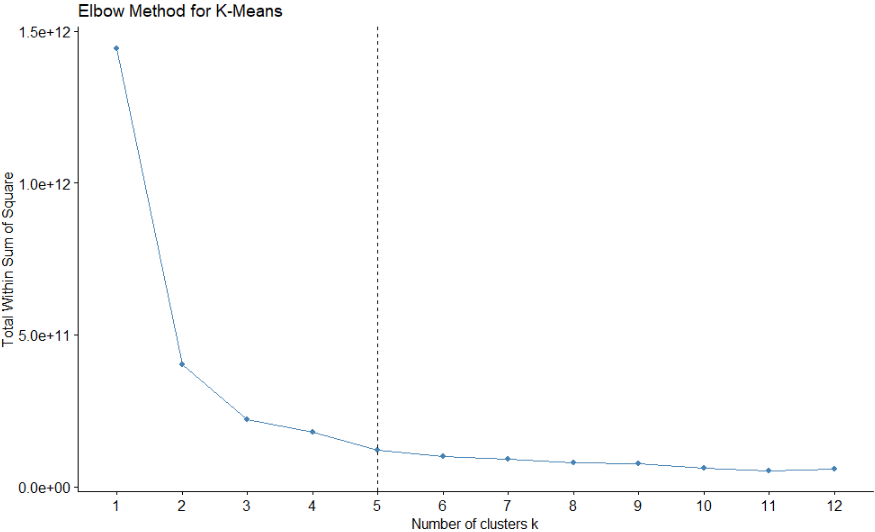 Elbow Method for K-Means
Total Within Sum of Square
1.5e+12
1.0e+12
5.0e+11
0.0e+00
1 2 3 4 5 6 7 8 9 10 11 12
Number of clusters k